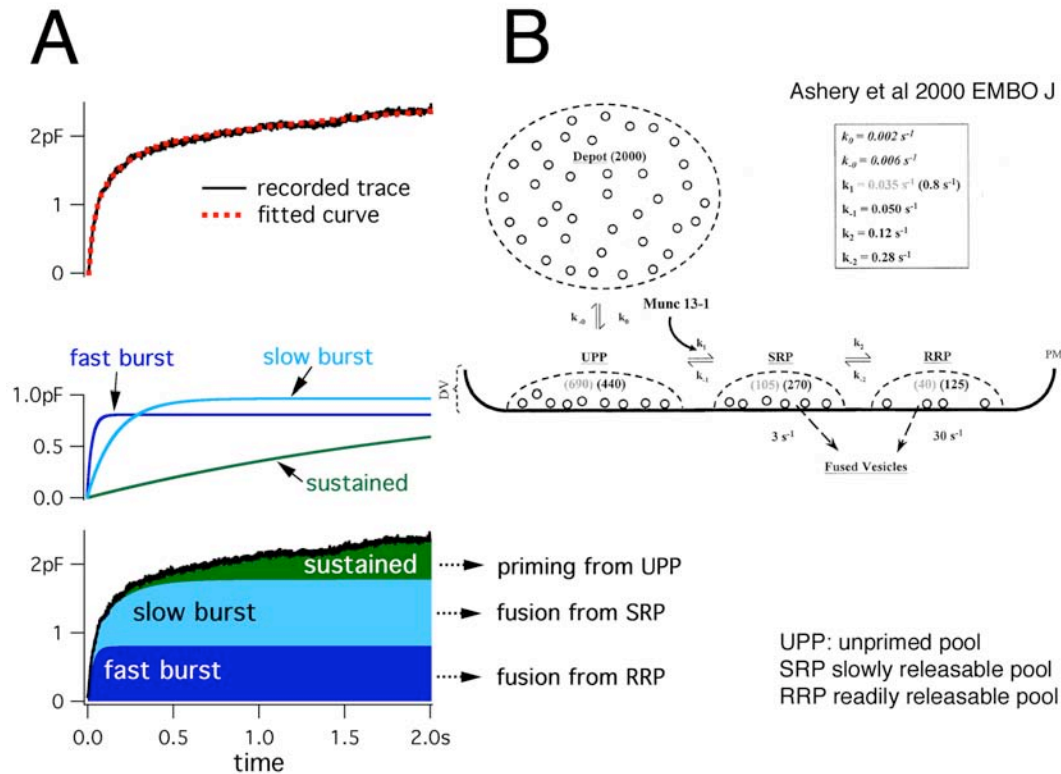 A
2pF
1
0
recorded trace
fitted curve
fast burst
slow burst
1.0pF
0.5
0.0
sustained
2pF
1
0
sustained
slow burst
fast burst
priming from UPP
fusion from SRP
fusion from RRP
0.0 0.5 1.0 1.5 2.0s
time
B
Ashery et al 2000 EMBO J
Depot (2000)
k₀ = 0.002 s⁻¹
k₋₀ = 0.006 s⁻¹
k₁ = 0.035 s⁻¹ (0.8 s⁻¹)
k₋₁ = 0.050 s⁻¹
k₂ = 0.12 s⁻¹
k₋₂ = 0.28 s⁻¹
Munc 13-1
k₋₀ k₀
k₁
k₋₁
k₂
k₋₂
UPP SRP RRP PM
DV
(690) (440) (105) (270) (40) (125)
3 s⁻¹ 30 s⁻¹
Fused Vesicles
UPP: unprimed pool
SRP slowly releasable pool
RRP readily releasable pool